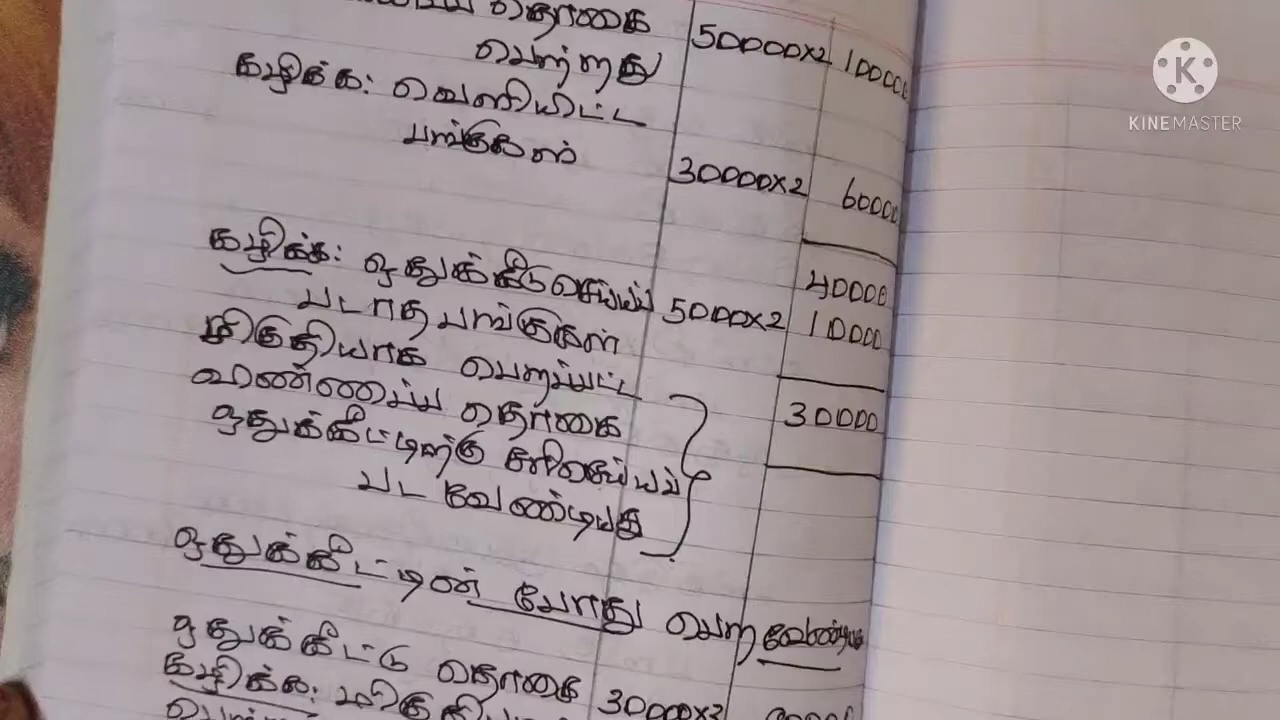 தொகை
பெற்றது 50000x2 100000
கழிக்க: வெளியிட்ட
பங்குகள் 30000x2 60000
கழிக்க: ஒதுக்கீடு செய்யப் 40000
படாத பங்குகள் 5000x2 10000
மிகுதியாக பெறப்பட்ட
விண்ணப்ப தொகை 30000
ஒதுக்கீட்டிற்கு சரிசெய்யப்
பட வேண்டியது
ஒதுக்கீட்டின் போது பெற வேண்டியது
ஒதுக்கீட்டு தொகை 30000x3
கழிக்க:
KINEMASTER